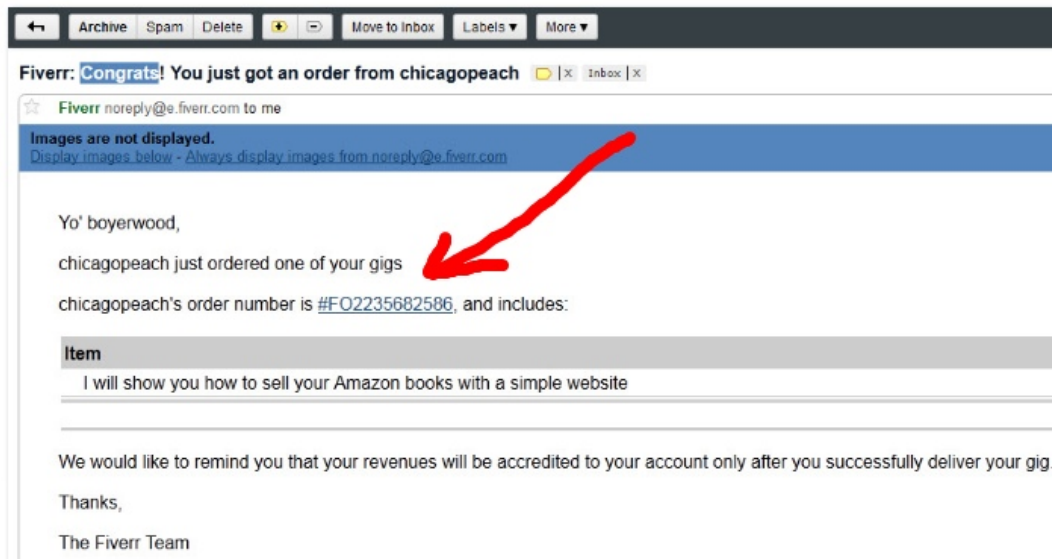 Archive Spam Delete Move to Inbox Labels ▾ More ▾
Fiverr: Congrats! You just got an order from chicagopeach x Inbox x
Fiverr noreply@e.fiverr.com to me
Images are not displayed.
Display images below - Always display images from noreply@e.fiverr.com
Yo' boyerwood,
chicagopeach just ordered one of your gigs
chicagopeach's order number is #FO2235682586, and includes:
Item
I will show you how to sell your Amazon books with a simple website
We would like to remind you that your revenues will be accredited to your account only after you successfully deliver your gig.
Thanks,
The Fiverr Team